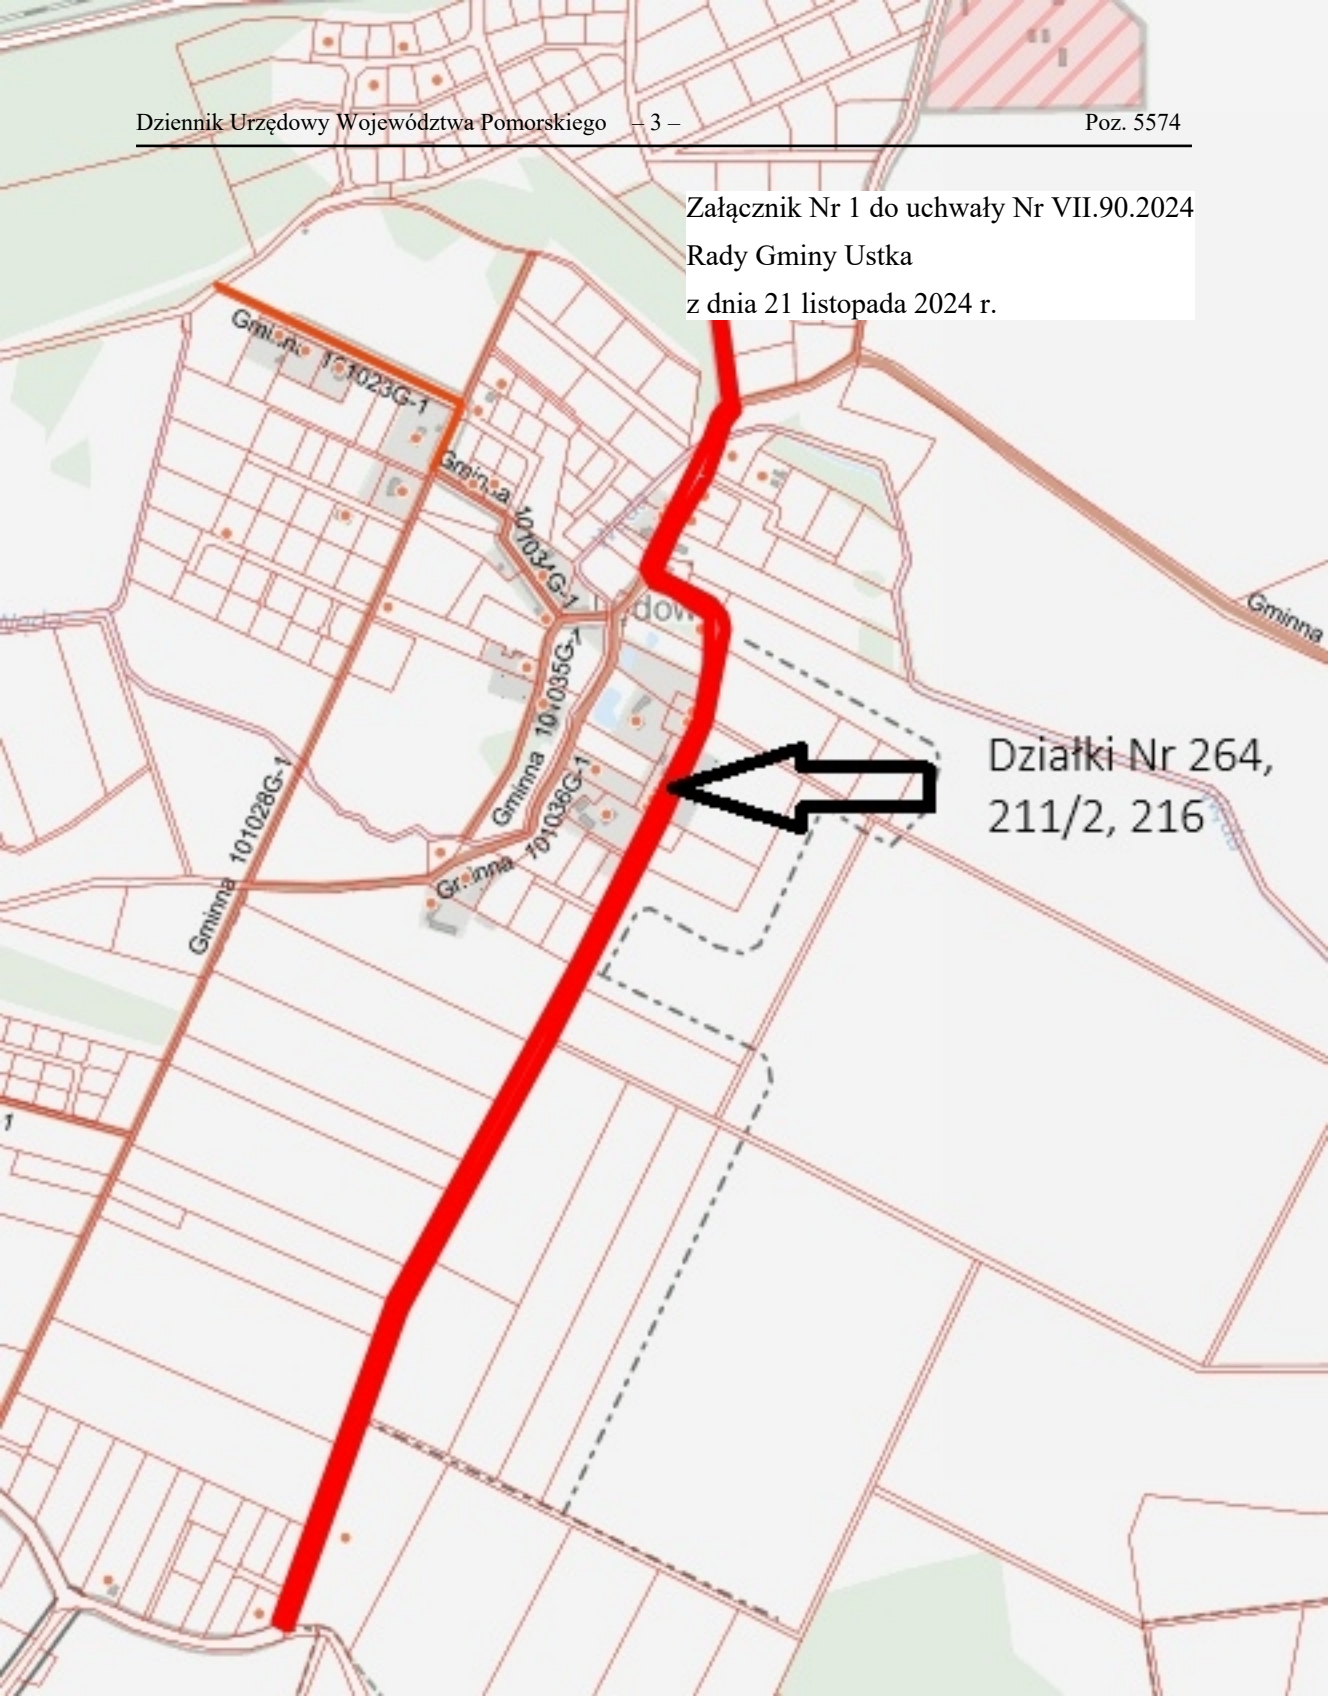 Dziennik Urzędowy Województwa Pomorskiego – 3 – Poz. 5574
Załącznik Nr 1 do uchwały Nr VII.90.2024
Rady Gminy Ustka
z dnia 21 listopada 2024 r.
Gminna 101023G-1
Gminna 101034G-1
Gminna
Gminna 101035G-1
Gminna 101036G-1
Gminna 101028G-1
Działki Nr 264,
211/2, 216
1